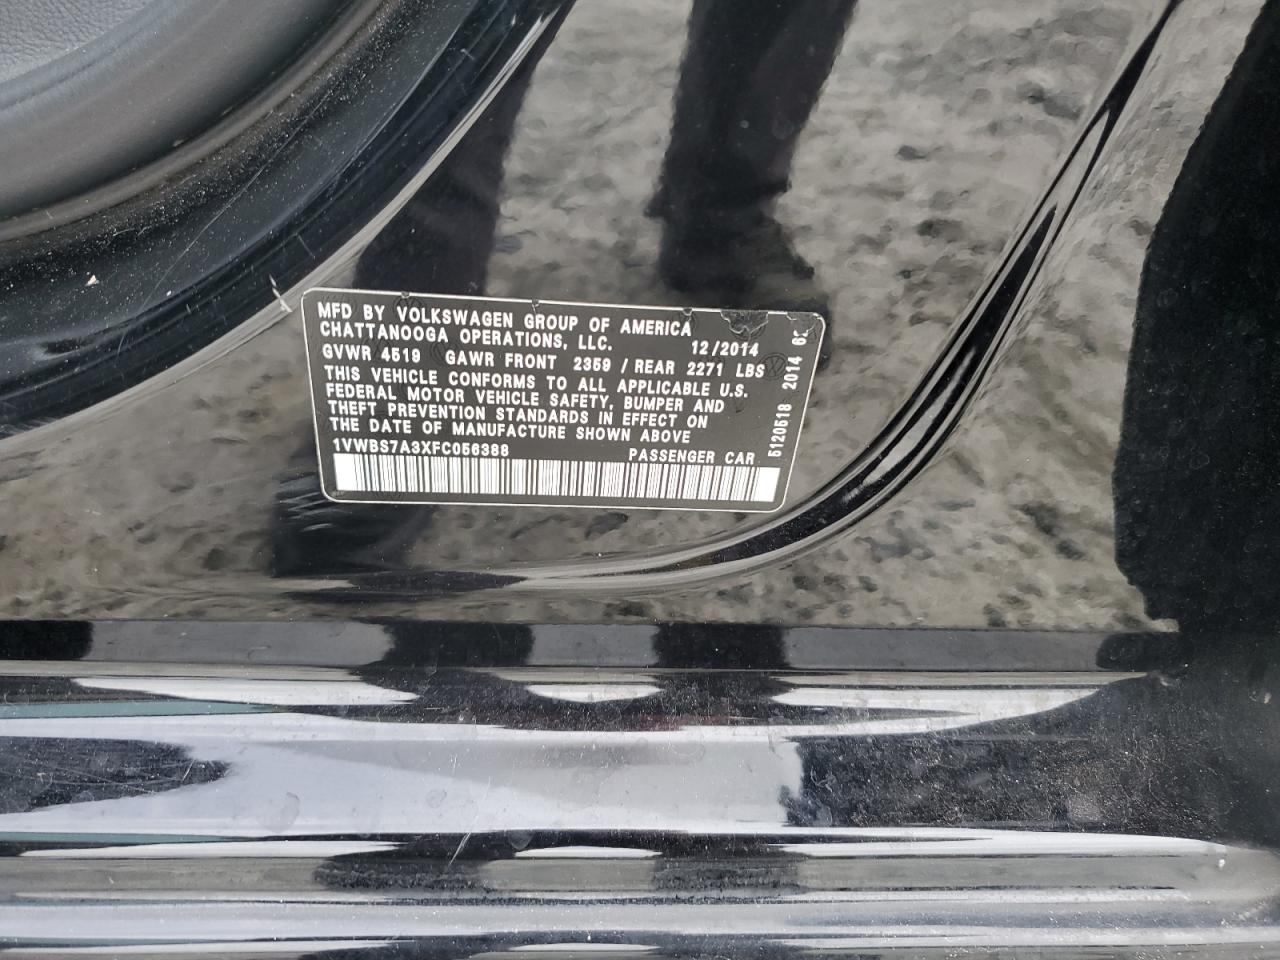 MFD BY VOLKSWAGEN GROUP OF AMERICA
CHATTANOOGA OPERATIONS, LLC. 12/2014
GVWR 4519 GAWR FRONT 2359 / REAR 2271 LBS
THIS VEHICLE CONFORMS TO ALL APPLICABLE U.S.
FEDERAL MOTOR VEHICLE SAFETY, BUMPER AND
THEFT PREVENTION STANDARDS IN EFFECT ON
THE DATE OF MANUFACTURE SHOWN ABOVE
1VWBS7A3XFC056388 PASSENGER CAR
5120518 2014